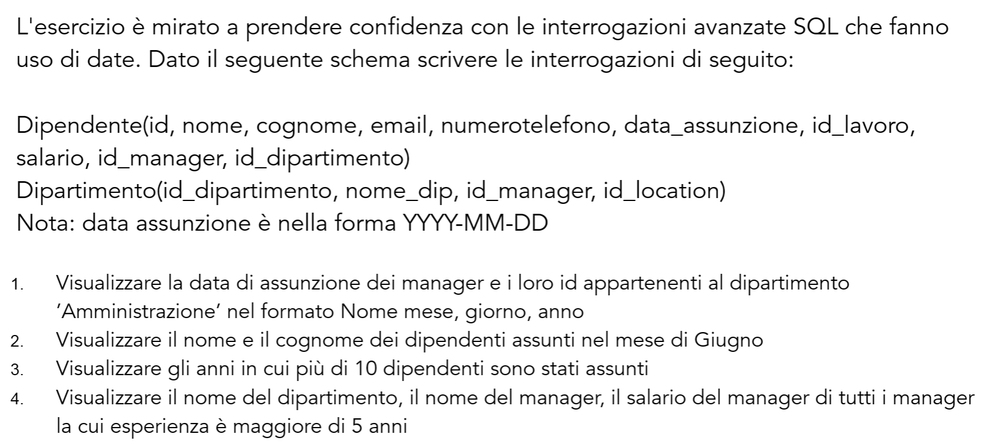 L'esercizio è mirato a prendere confidenza con le interrogazioni avanzate SQL che fanno
uso di date. Dato il seguente schema scrivere le interrogazioni di seguito:
Dipendente(id, nome, cognome, email, numerotelefono, data_assunzione, id_lavoro,
salario, id_manager, id_dipartimento)
Dipartimento(id_dipartimento, nome_dip, id_manager, id_location)
Nota: data assunzione è nella forma YYYY-MM-DD
1. Visualizzare la data di assunzione dei manager e i loro id appartenenti al dipartimento
’Amministrazione’ nel formato Nome mese, giorno, anno
2. Visualizzare il nome e il cognome dei dipendenti assunti nel mese di Giugno
3. Visualizzare gli anni in cui più di 10 dipendenti sono stati assunti
4. Visualizzare il nome del dipartimento, il nome del manager, il salario del manager di tutti i manager
la cui esperienza è maggiore di 5 anni